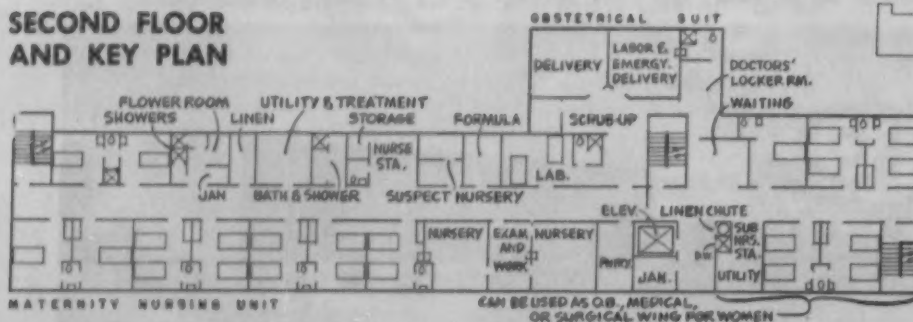 SECOND FLOOR
AND KEY PLAN
OBSTETRICAL SUIT
DELIVERY
LABOR &
EMERGY.
DELIVERY
DOCTORS'
LOCKER RM.
WAITING
FLOWER ROOM
SHOWERS
LINEN
UTILITY & TREATMENT
STORAGE
FORMULA
SCRUB-UP
NURSE
STA.
LAB.
JAN
BATH & SHOWER
SUSPECT NURSERY
ELEV.
LINEN CHUTE
NURSERY
EXAM
AND
WORK
NURSERY
PNTRY
JAN.
D.W.
SUB
NRS.
STA.
UTILITY
MATERNITY NURSING UNIT
CAN BE USED AS O.B., MEDICAL,
OR SURGICAL WING FOR WOMEN